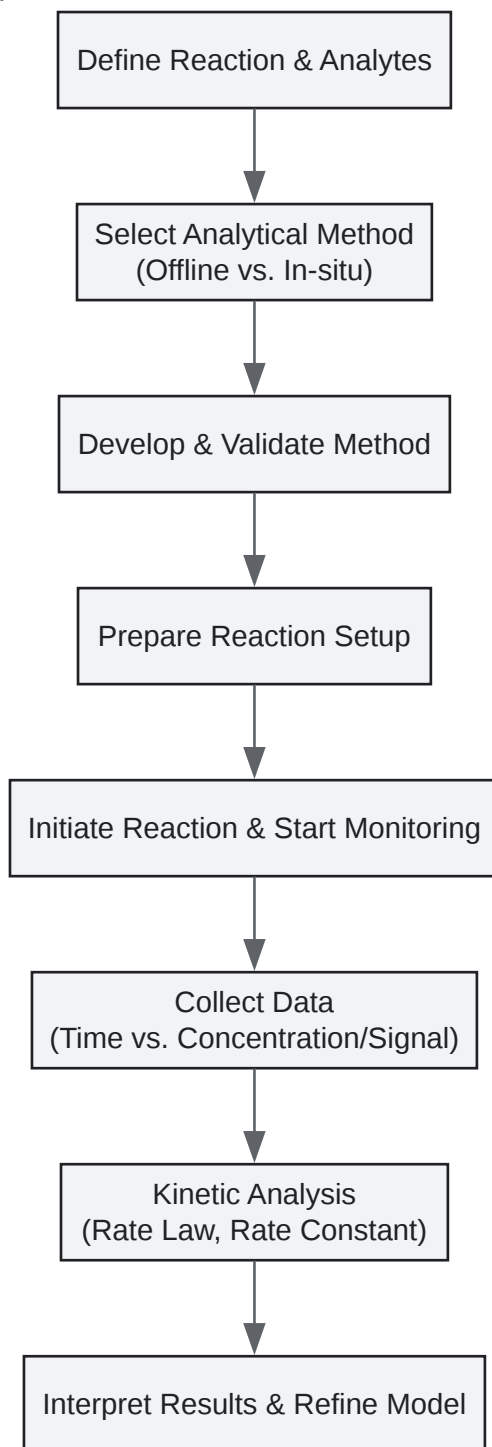 Define Reaction & Analytes
Select Analytical Method
(Offline vs. In-situ)
Develop & Validate Method
Prepare Reaction Setup
Initiate Reaction & Start Monitoring
Collect Data
(Time vs. Concentration/Signal)
Kinetic Analysis
(Rate Law, Rate Constant)
Interpret Results & Refine Model